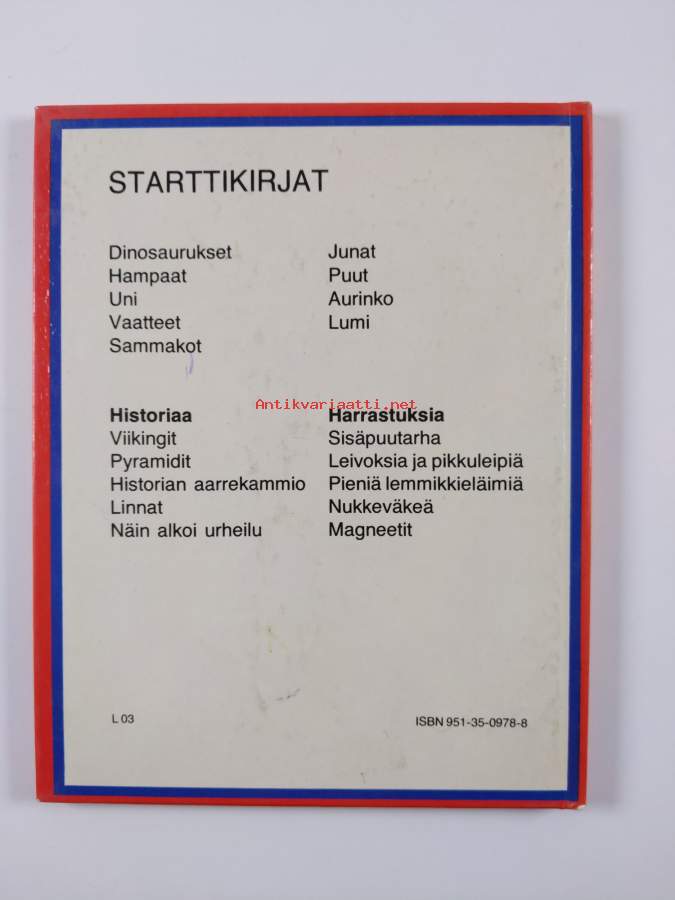 STARTTIKIRJAT
Dinosaurukset
Hampaat
Uni
Vaatteet
Sammakot
Junat
Puut
Aurinko
Lumi
Antikvariaatti.net
Historiaa
Viikingit
Pyramidit
Historian aarrekammio
Linnat
Näin alkoi urheilu
Harrastuksia
Sisäpuutarha
Leivoksia ja pikkuleipiä
Pieniä lemmikkieläimiä
Nukkeväkeä
Magneetit
L 03
ISBN 951-35-0978-8